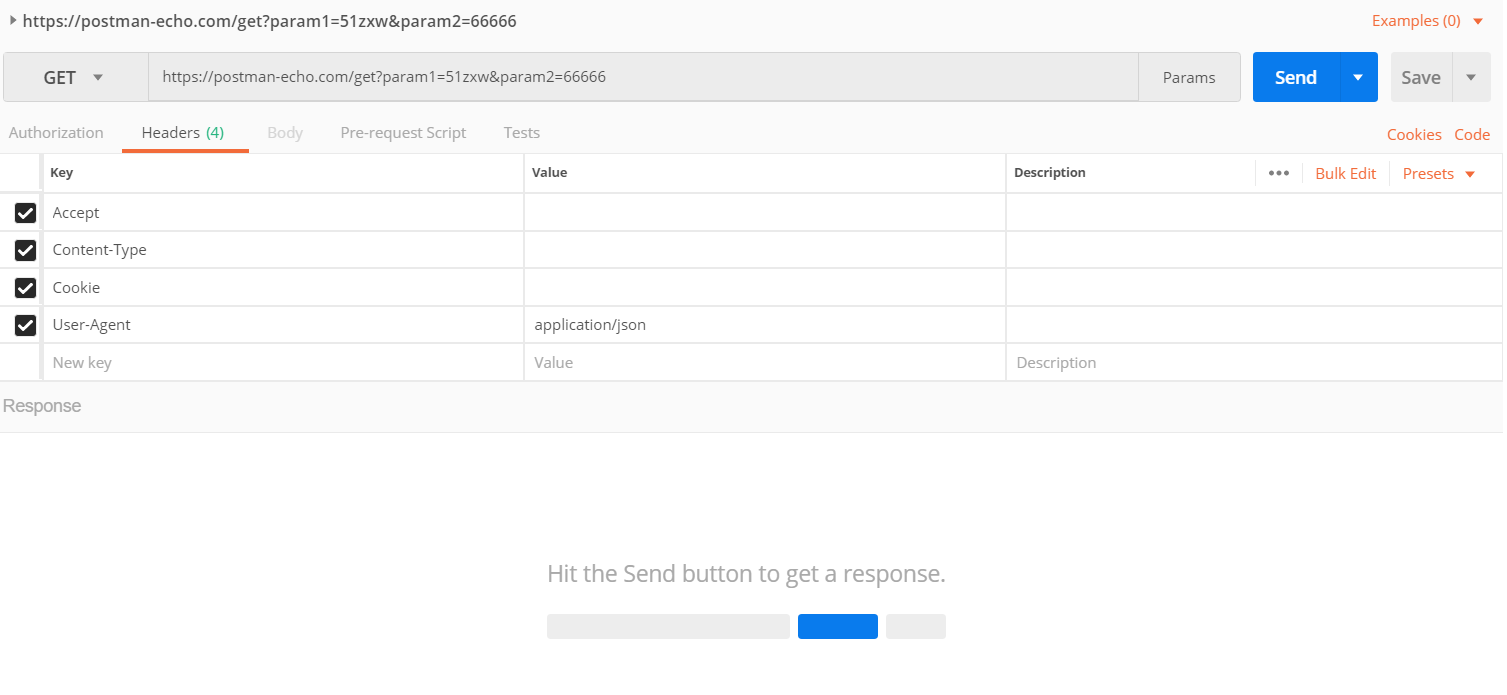 https://postman-echo.com/get?param1=51zxw&param2=66666 Examples (0)
GET https://postman-echo.com/get?param1=51zxw&param2=66666 Params Send Save
Authorization Headers (4) Body Pre-request Script Tests Cookies Code
Key Value Description ••• Bulk Edit Presets
Accept
Content-Type
Cookie
User-Agent application/json
New key Value Description
Response
Hit the Send button to get a response.